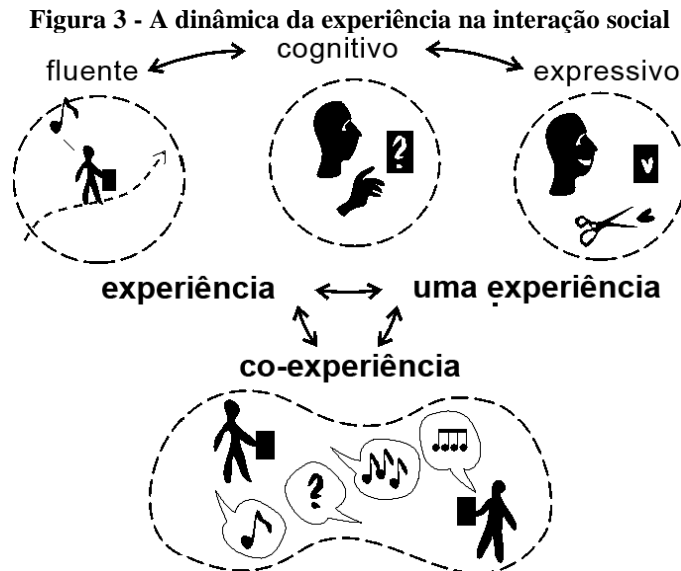 Figura 3 - A dinâmica da experiência na interação social
cognitivo
fluente
expressivo
?
v
experiência
uma experiência
co-experiência
?